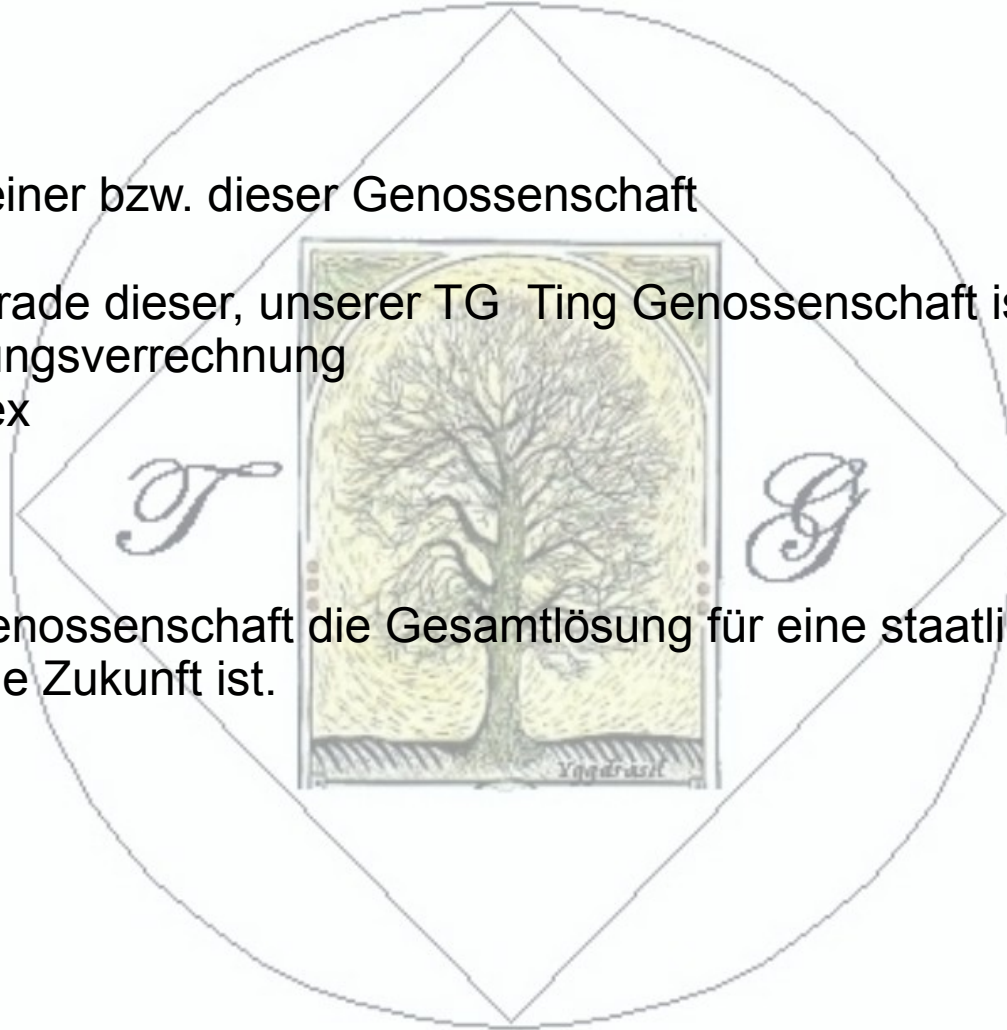 einer bzw. dieser Genossenschaft
rade dieser, unserer TG Ting Genossenschaft is
ungsverrechnung
ex
T G
enossenschaft die Gesamtlösung für eine staatli
e Zukunft ist.
Yggdrasil